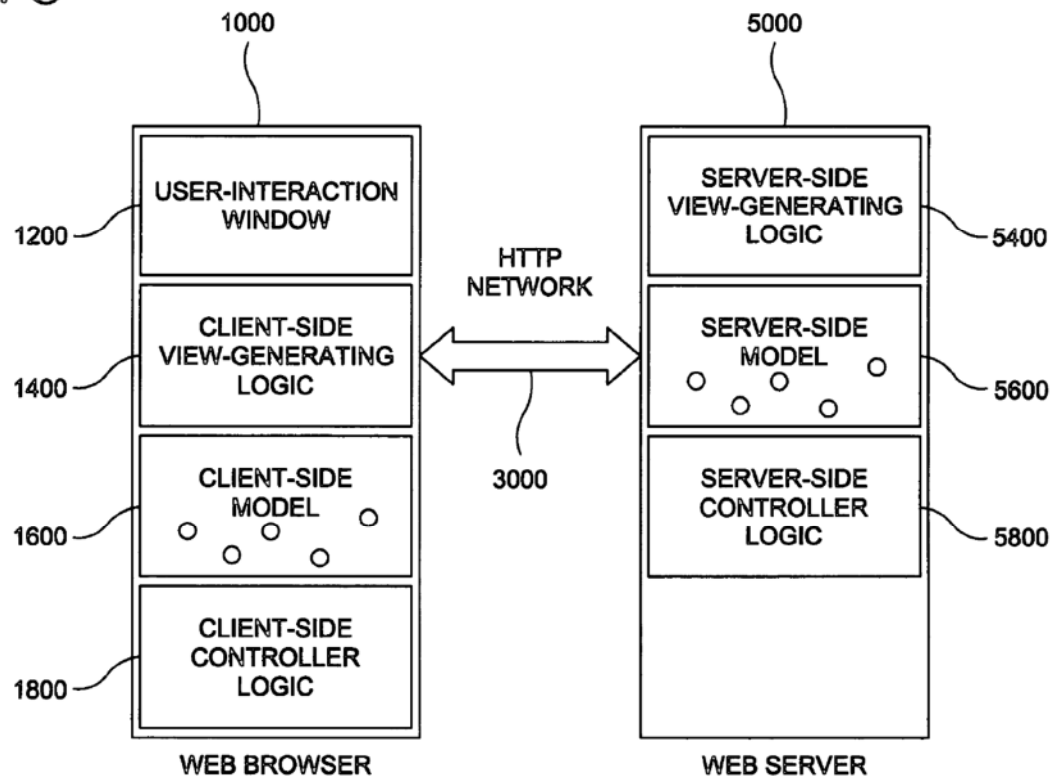 1000
5000
USER-INTERACTION
WINDOW
1200
CLIENT-SIDE
VIEW-GENERATING
LOGIC
1400
CLIENT-SIDE
MODEL
1600
CLIENT-SIDE
CONTROLLER
LOGIC
1800
WEB BROWSER
HTTP
NETWORK
3000
SERVER-SIDE
VIEW-GENERATING
LOGIC
5400
SERVER-SIDE
MODEL
5600
SERVER-SIDE
CONTROLLER
LOGIC
5800
WEB SERVER